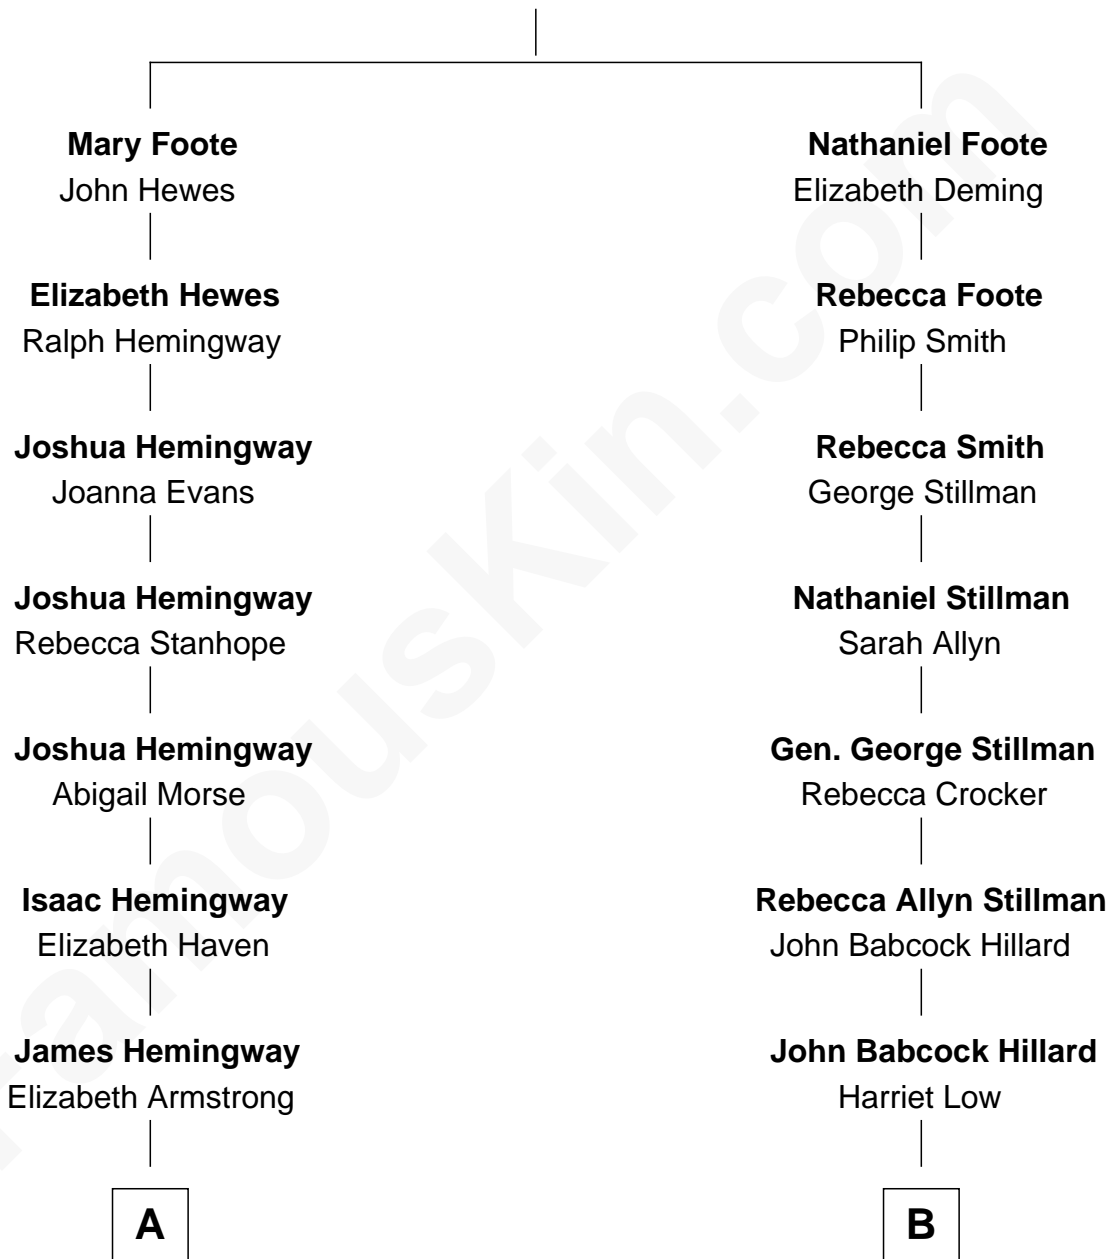 Mary Foote
John Hewes
Nathaniel Foote
Elizabeth Deming
Elizabeth Hewes
Ralph Hemingway
Rebecca Foote
Philip Smith
Joshua Hemingway
Joanna Evans
Rebecca Smith
George Stillman
Joshua Hemingway
Rebecca Stanhope
Nathaniel Stillman
Sarah Allyn
Joshua Hemingway
Abigail Morse
Gen. George Stillman
Rebecca Crocker
Isaac Hemingway
Elizabeth Haven
Rebecca Allyn Stillman
John Babcock Hillard
James Hemingway
Elizabeth Armstrong
John Babcock Hillard
Harriet Low
A
B
FamousKin.com